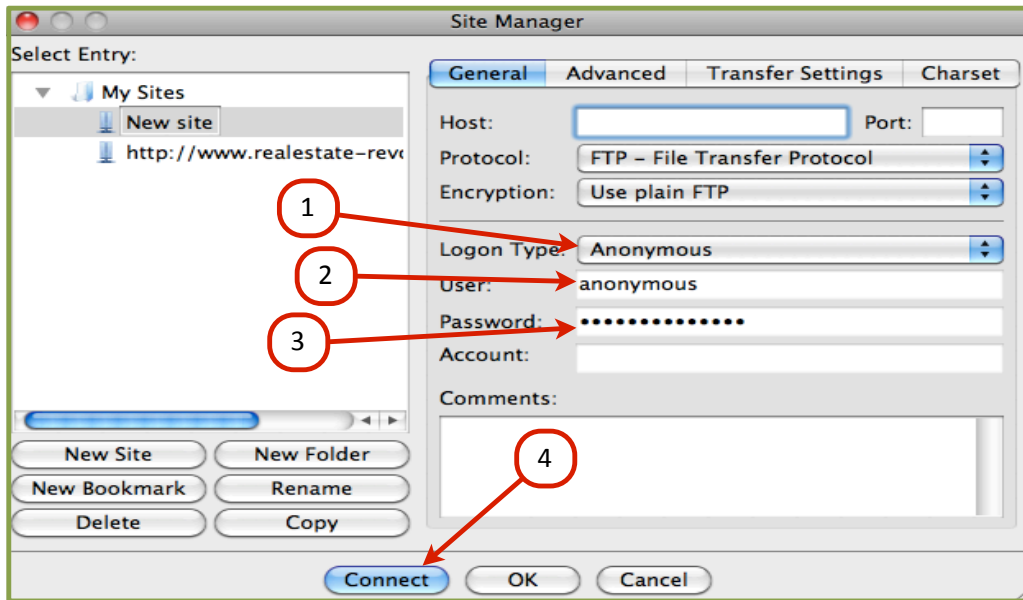 Site Manager
Select Entry:
My Sites
New site
http://www.realestate-revo
General Advanced Transfer Settings Charset
Host: Port:
Protocol: FTP – File Transfer Protocol
Encryption: Use plain FTP
1
Logon Type: Anonymous
2
User: anonymous
Password: ••••••••••••••
3
Account:
Comments:
New Site New Folder
4
New Bookmark Rename
Delete Copy
Connect OK Cancel